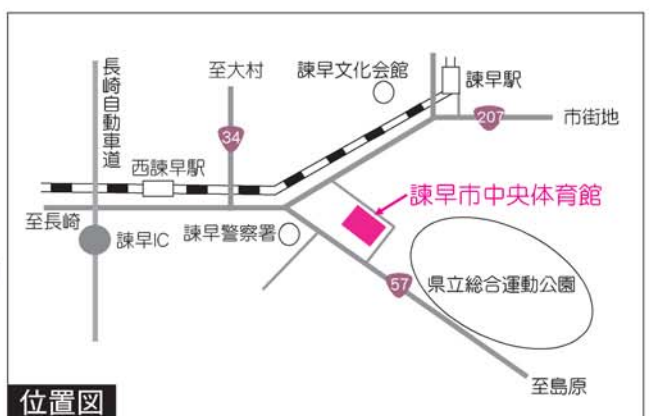 長崎自動車道
至大村
諫早文化会館
諫早駅
34
207
市街地
西諫早駅
諫早市中央体育館
至長崎
諫早IC
諫早警察署
57
県立総合運動公園
至島原
位置図